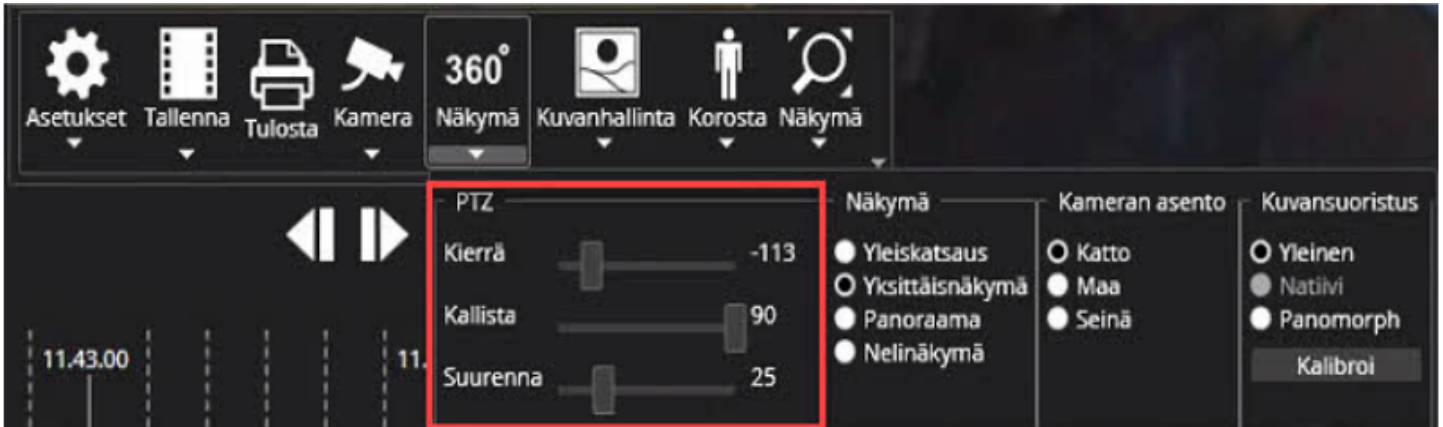 Asetukset
Tallenna
Tulosta
Kamera
360° Näkymä
Kuvanhallinta
Korosta
Näkymä
PTZ
Kierrä -113
Kallista 90
Suurenna 25
Näkymä
Yleiskatsaus
Yksittäisnäkymä
Panoraama
Nelinäkymä
Kameran asento
Katto
Maa
Seinä
Kuvansuoristus
Yleinen
Natiivi
Panomorph
Kalibroi
11.43.00
11.